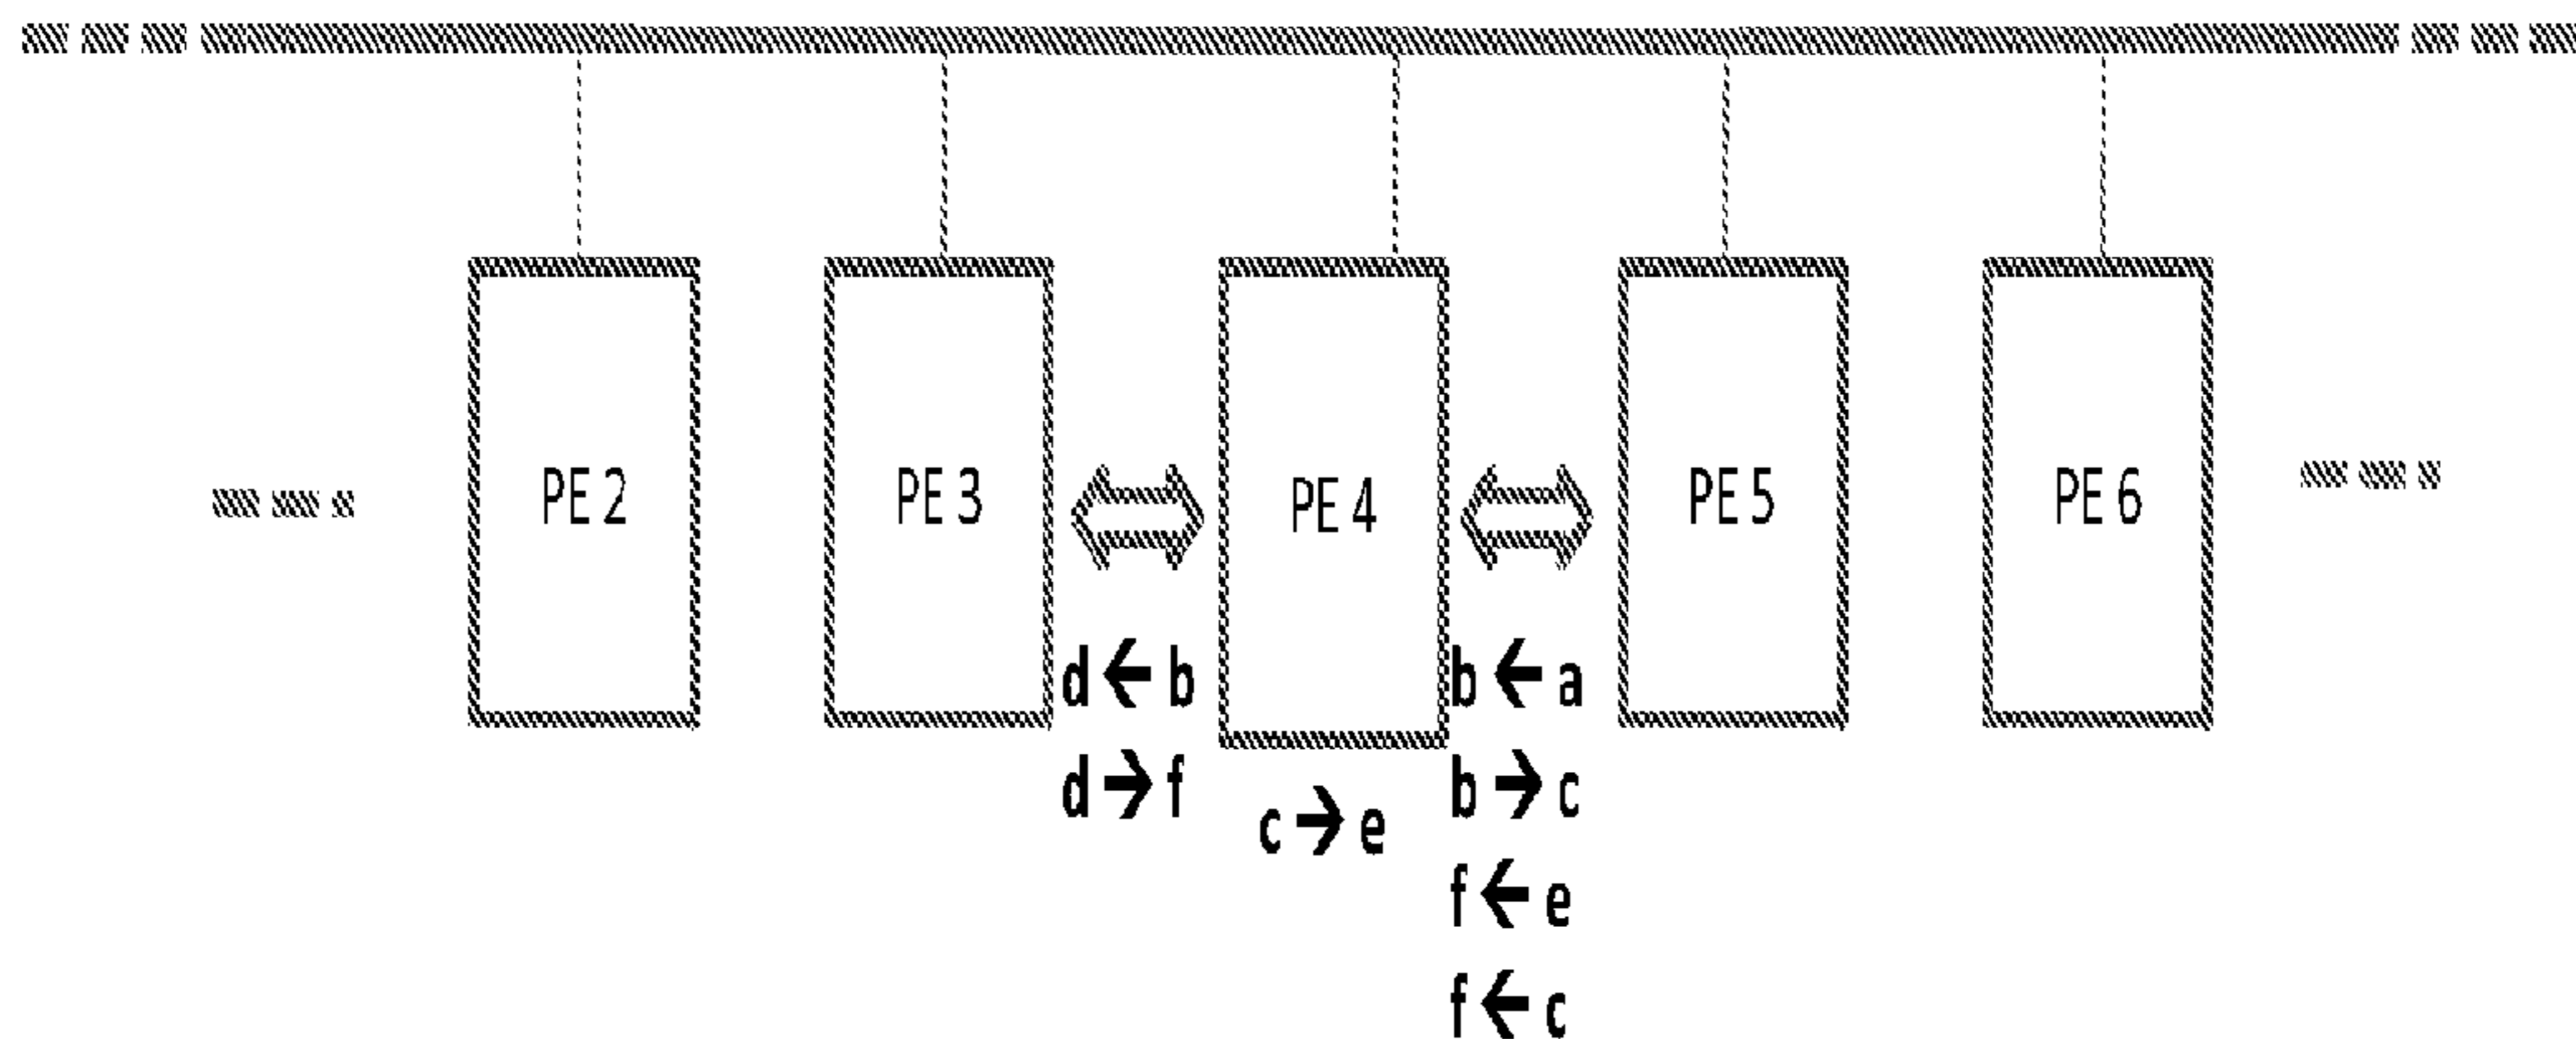 PE 2
PE 3
PE 4
PE 5
PE 6
d ← b
d → f
c → e
b ← a
b → c
f ← e
f ← c